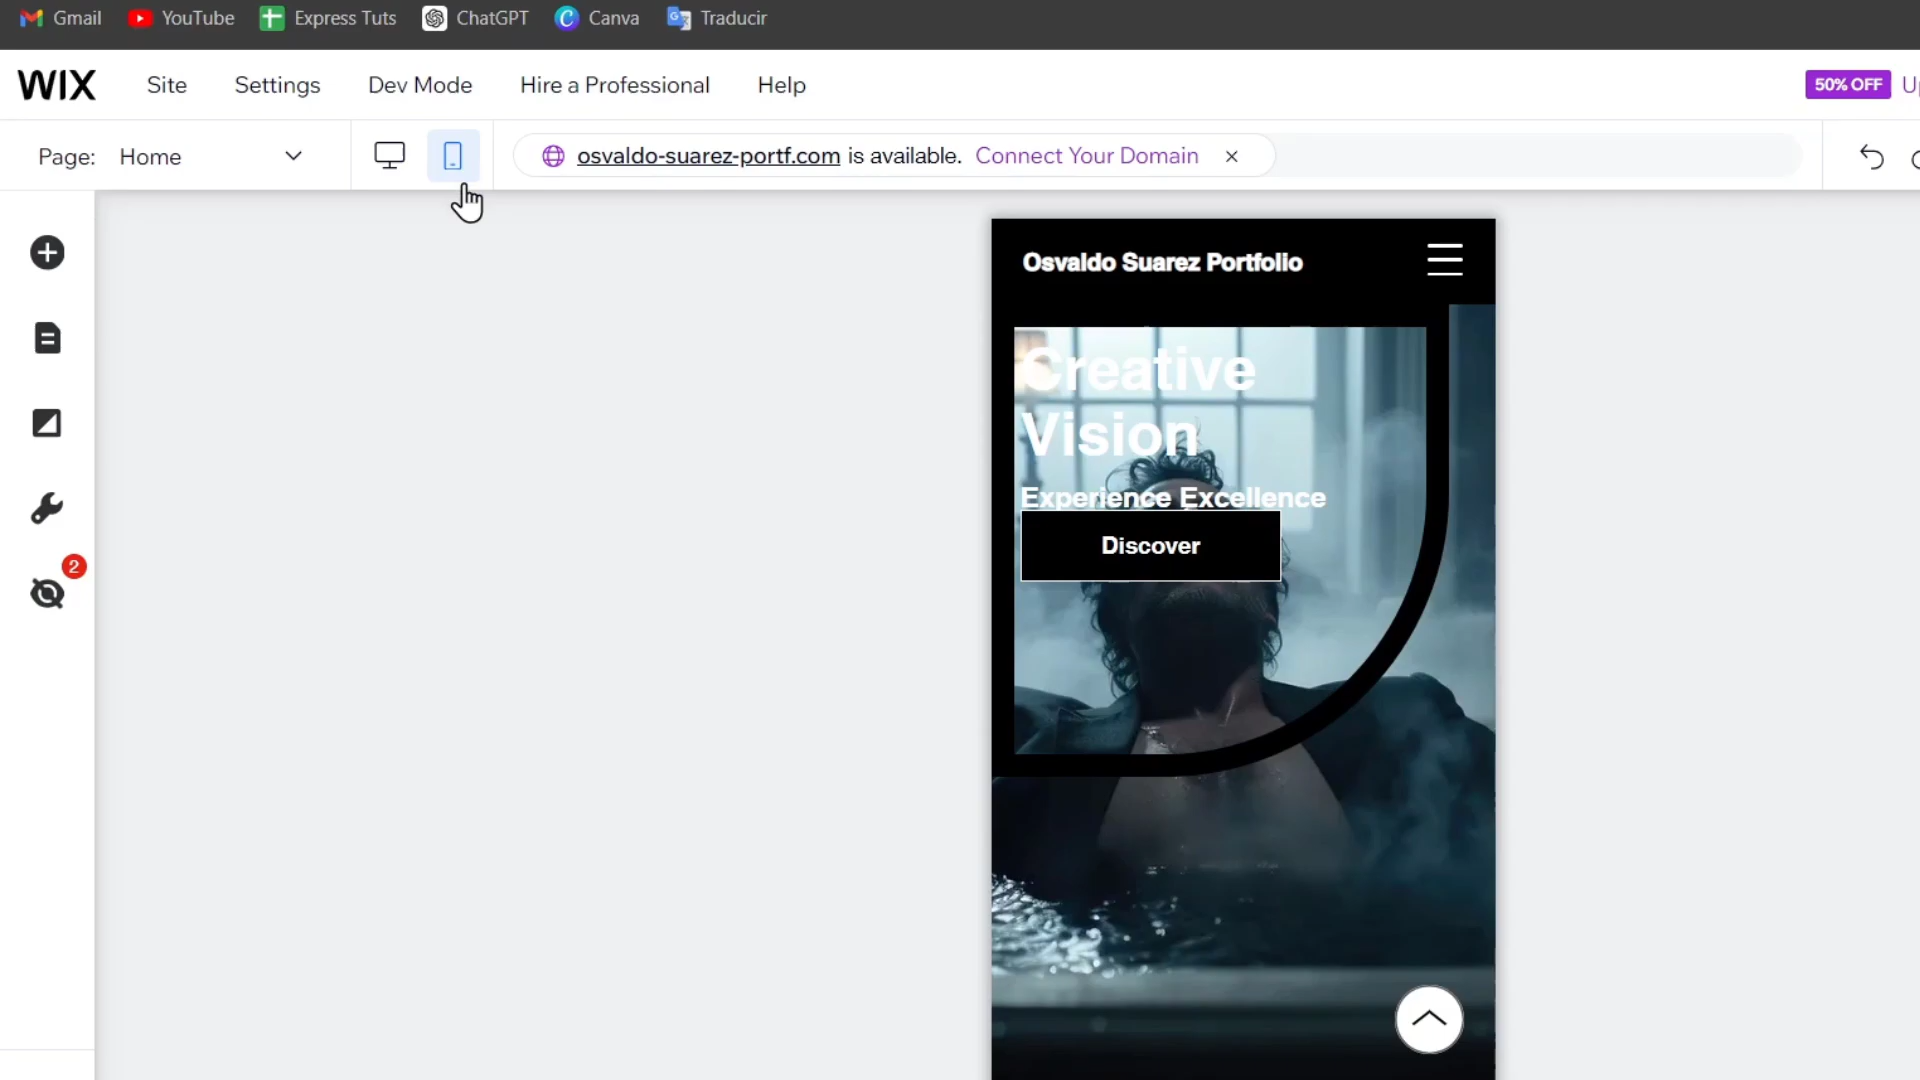 Gmail YouTube Express Tuts ChatGPT Canva Traducir
WIX Site Settings Dev Mode Hire a Professional Help 50% OFF
Page: Home osvaldo-suarez-portf.com is available. Connect Your Domain
Osvaldo Suarez Portfolio
Creative
Vision
Experience Excellence
Discover
2